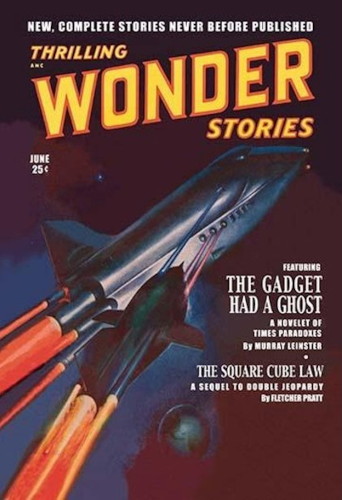 NEW, COMPLETE STORIES NEVER BEFORE PUBLISHED
THRILLING
ANC
WONDER
STORIES
JUNE
25¢
FEATURING
THE GADGET
HAD A GHOST
A NOVELET OF
TIMES PARADOXES
By MURRAY LEINSTER
•
THE SQUARE CUBE LAW
A SEQUEL TO DOUBLE JEOPARDY
By FLETCHER PRATT